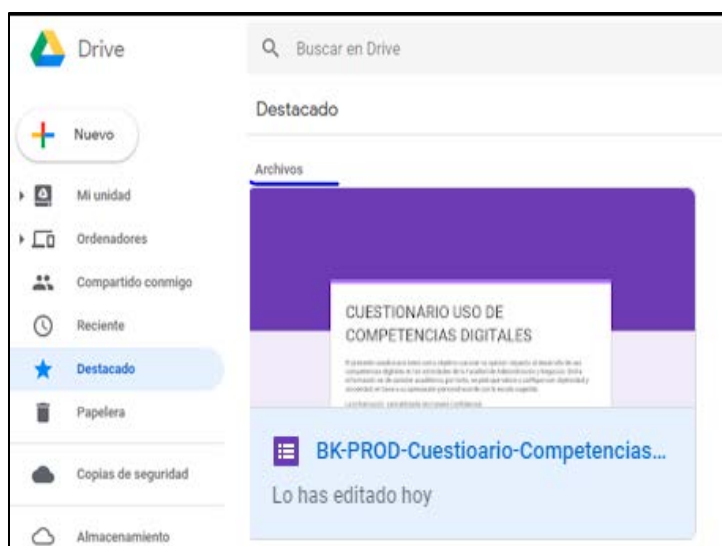 Drive
Buscar en Drive
Nuevo
Mi unidad
Ordenadores
Compartido conmigo
Reciente
Destacado
Papelera
Copias de seguridad
Almacenamiento
Destacado
Archivos
CUESTIONARIO USO DE
COMPETENCIAS DIGITALES
BK-PROD-Cuestioario-Competencias...
Lo has editado hoy